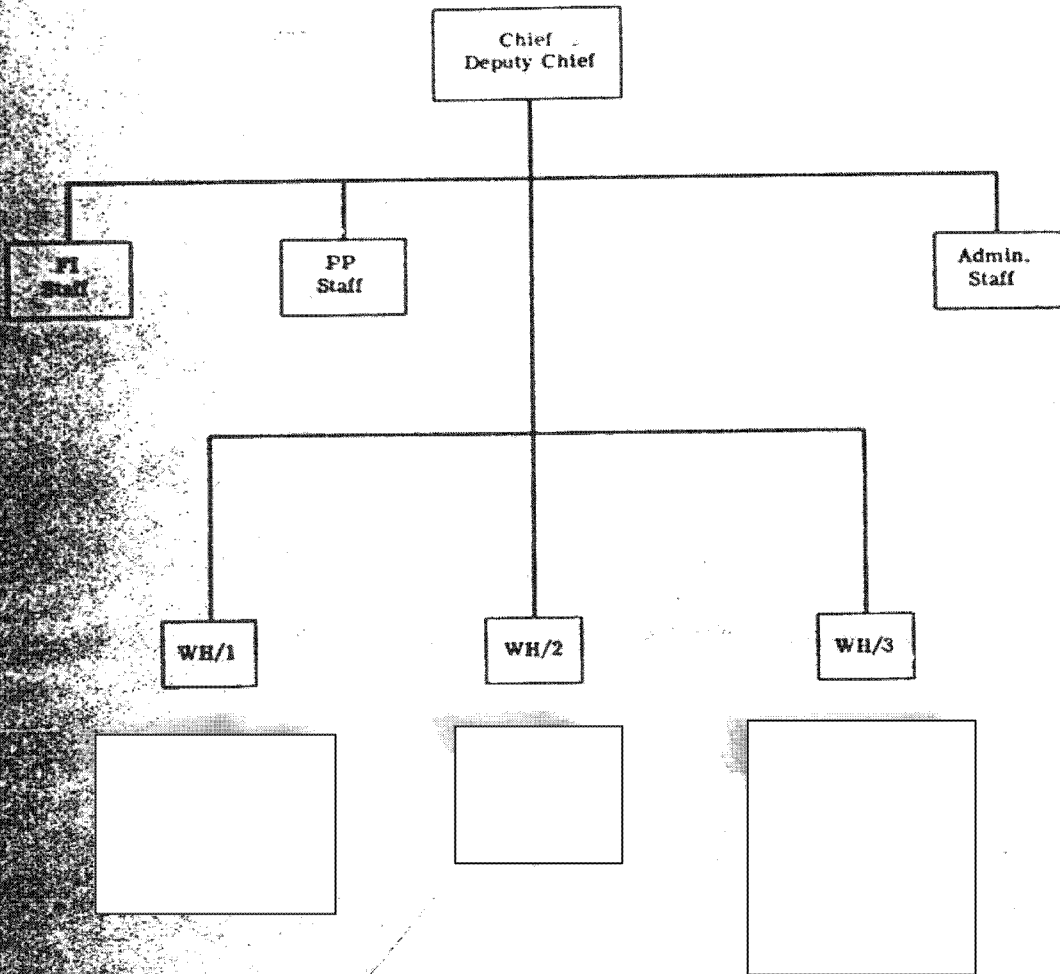 Chief
Deputy Chief
FI
Staff
PP
Staff
Admin.
Staff
WH/1
WH/2
WH/3